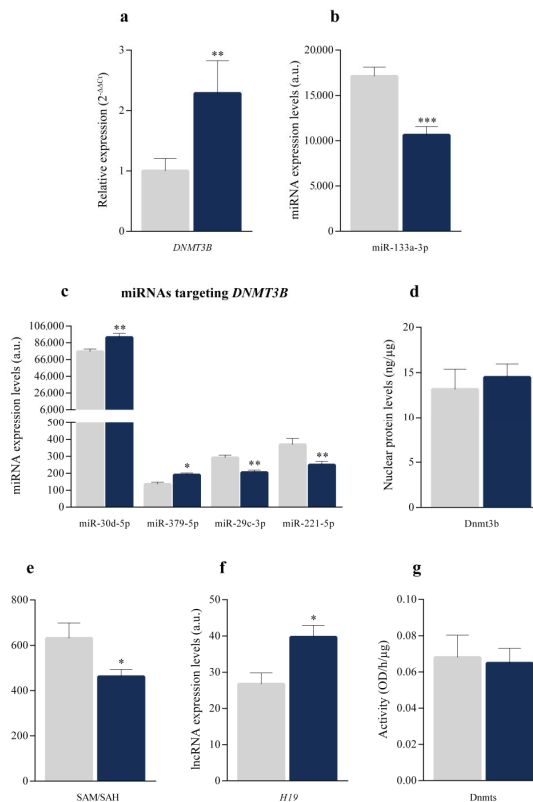 a
b
Relative expression (2-ΔΔCt)
3
2
1
0
**
DNMT3B
miRNA expression levels (a.u.)
20.000
15.000
10.000
5.000
0
***
miR-133a-3p
c
miRNAs targeting DNMT3B
d
miRNA expression levels (a.u.)
106,000
86,000
66,000
46,000
26,000
6,000
500
400
300
200
100
0
**
*
**
**
miR-30d-5p
miR-379-5p
miR-29c-3p
miR-221-5p
Nuclear protein levels (ng/µg)
20
15
10
5
0
Dnmt3b
e
f
g
800
600
400
200
0
*
SAM/SAH
lncRNA expression levels (a.u.)
50
40
30
20
10
0
*
H19
Activity (OD/h/µg)
0.10
0.08
0.06
0.04
0.02
0.00
Dnmts